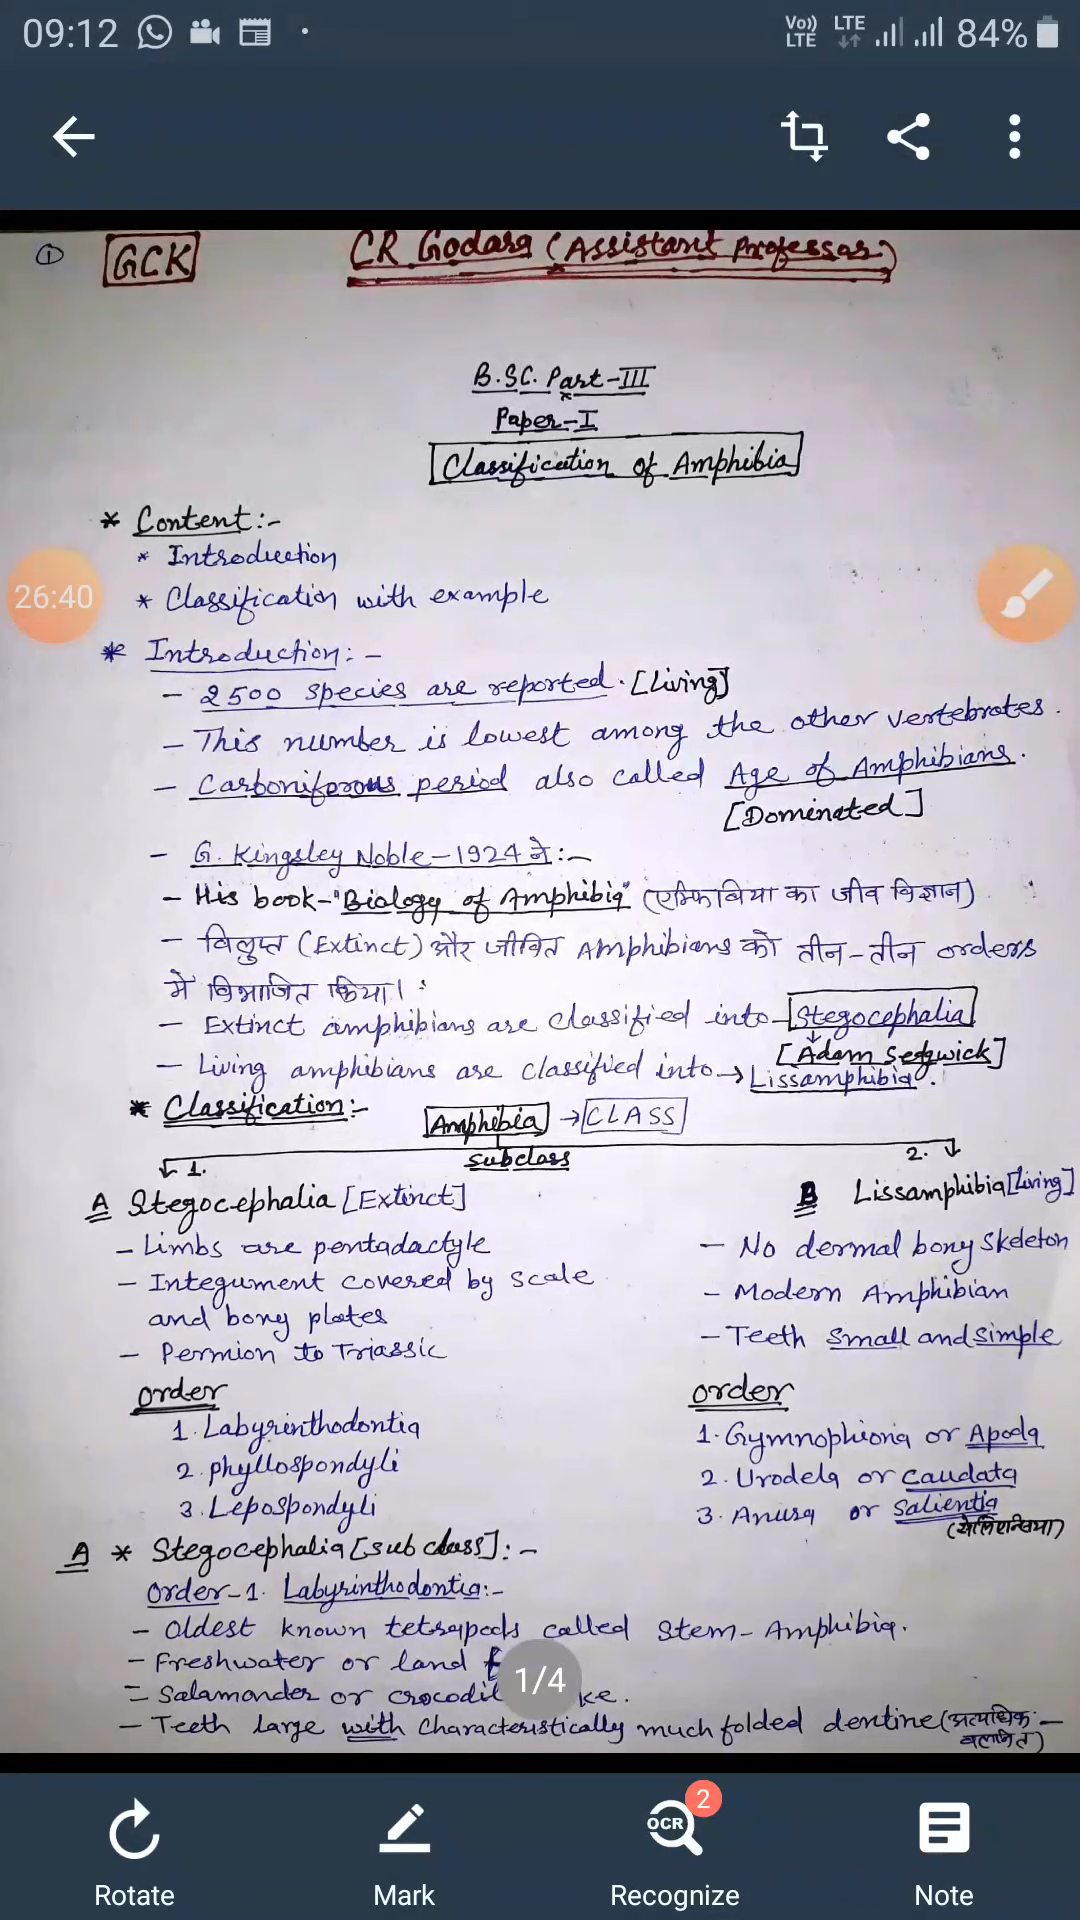 09:12
Vo)) LTE LTE 84%
① GCK CR Godara (Assistant Professor)
B.SC. Part-III
Paper-I
Classification of Amphibia
* Content:-
* Introduction
26:40
* Classification with example
* Introduction:-
- 2500 species are reported. [Living]
- This number is lowest among the other vertebrates.
- Carboniferous period also called Age of Amphibians.
[Dominated]
- G. Kingsley Noble-1924 ने:-
- His book-"Biology of Amphibia" (एम्फिबिया का जीव विज्ञान)
- विलुप्त (Extinct) और जीवित Amphibians को तीन-तीन orders
में विभाजित किया।
- Extinct amphibians are classified into-Stegocephalia
[Adam Sedgwick]
- Living amphibians are classified into→Lissamphibia.
* Classification:-
Amphibia → CLASS
subclass
1. 2.
A Stegocephalia [Extinct]
- Limbs are pentadactyle
- Integument covered by scale
and bony plates
- Permion to Triassic
order
1. Labyrinthodontia
2. phyllospondyli
3. Lepospondyli
B Lissamphibia[Living]
- No dermal bony skeleton
- Modern Amphibian
- Teeth small and simple
order
1. Gymnophiona or Apoda
2. Urodela or caudata
3. Anura or salientia
(सेलिएन्शिया)
A * Stegocephalia [sub class]:-
Order-1. Labyrinthodontia:-
- Oldest known tetrapods called Stem-Amphibia.
- Freshwater or land
- Salamander or crocodil ke.
1/4
- Teeth large with characteristically much folded dentine (अत्यधिक
वलनित)
OCR
2
Rotate Mark Recognize Note